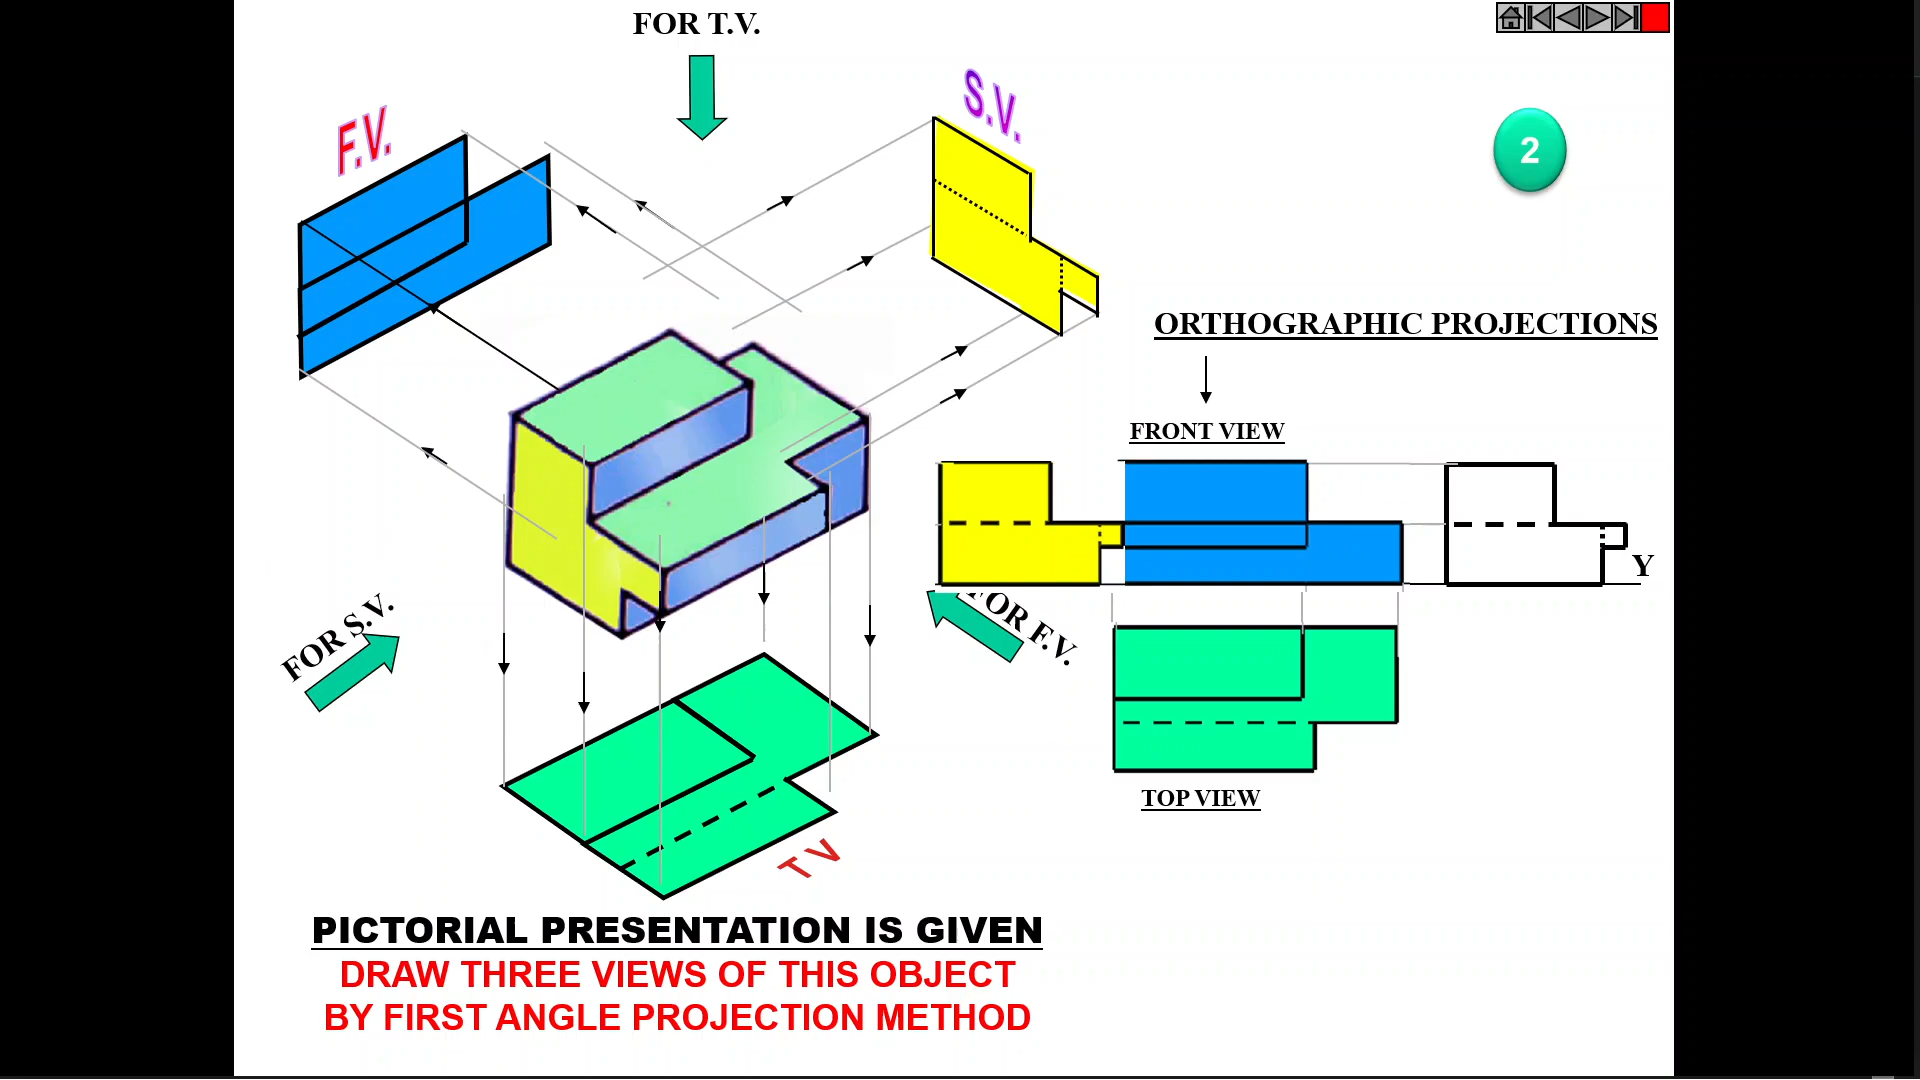 FOR T.V.
F.V.
S.V.
2
ORTHOGRAPHIC PROJECTIONS
FRONT VIEW
Y
FOR S.V.
FOR F.V.
TOP VIEW
T V
PICTORIAL PRESENTATION IS GIVEN
DRAW THREE VIEWS OF THIS OBJECT
BY FIRST ANGLE PROJECTION METHOD